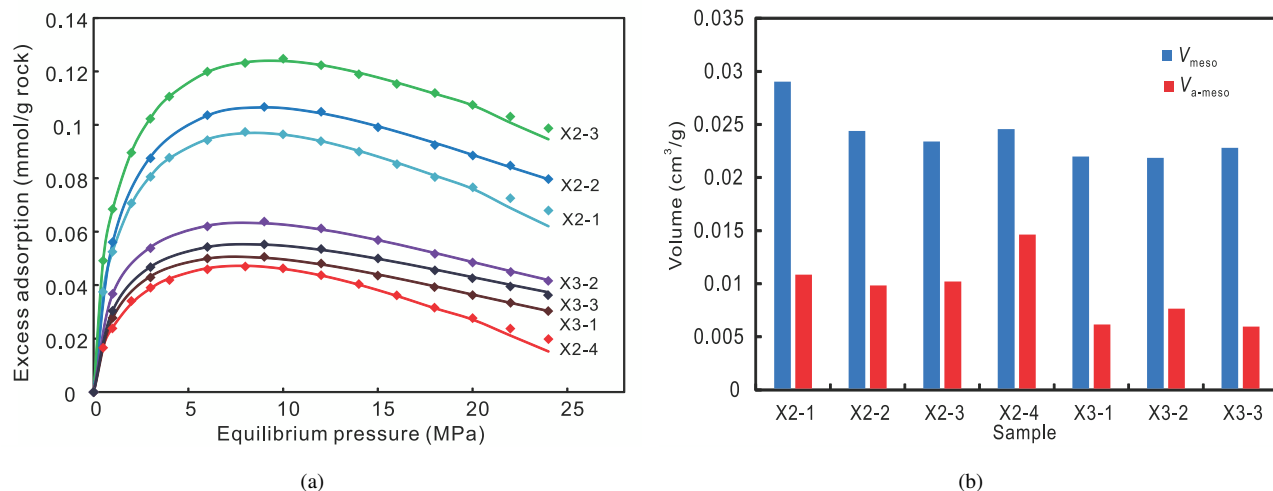 0.14
0.12
0.1
0.08
0.06
0.04
0.02
0
Excess adsorption (mmol/g rock)
X2-3
X2-2
X2-1
X3-2
X3-3
X3-1
X2-4
0 5 10 15 20 25
Equilibrium pressure (MPa)
(a)
0.035
0.03
0.025
0.02
0.015
0.01
0.005
0
Volume (cm³/g)
V meso
V a-meso
X2-1 X2-2 X2-3 X2-4 X3-1 X3-2 X3-3
Sample
(b)